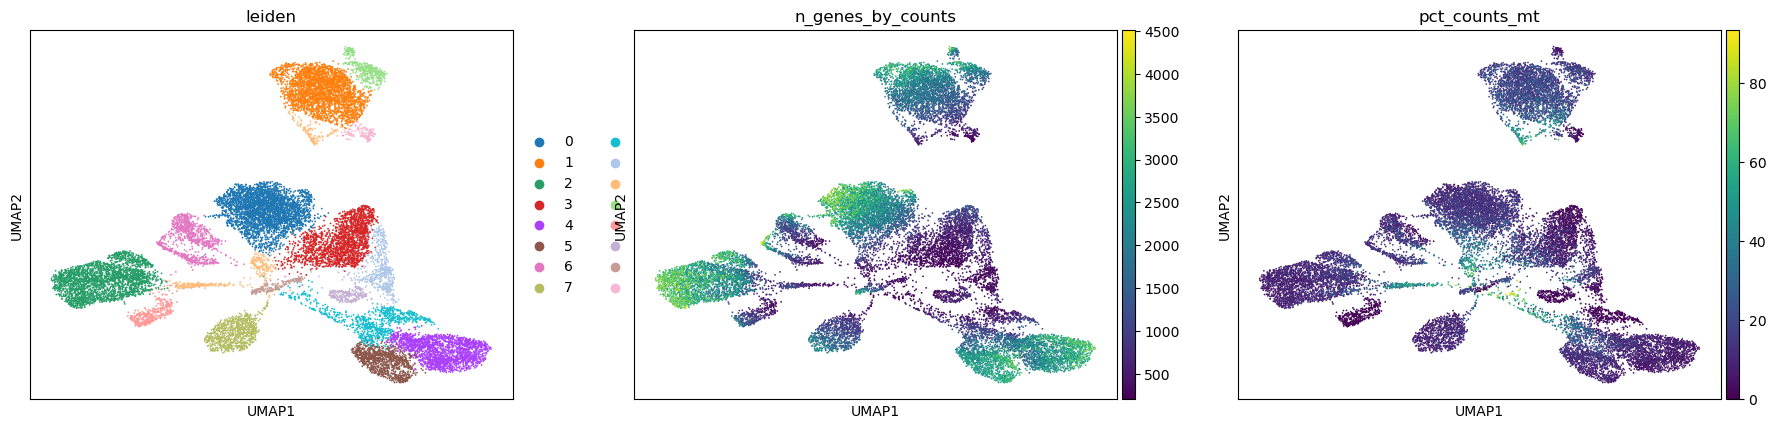 leiden
UMAP2
UMAP1
0
1
2
3
4
5
6
7
n_genes_by_counts
UMAP2
UMAP1
4500
4000
3500
3000
2500
2000
1500
1000
500
pct_counts_mt
UMAP2
UMAP1
80
60
40
20
0